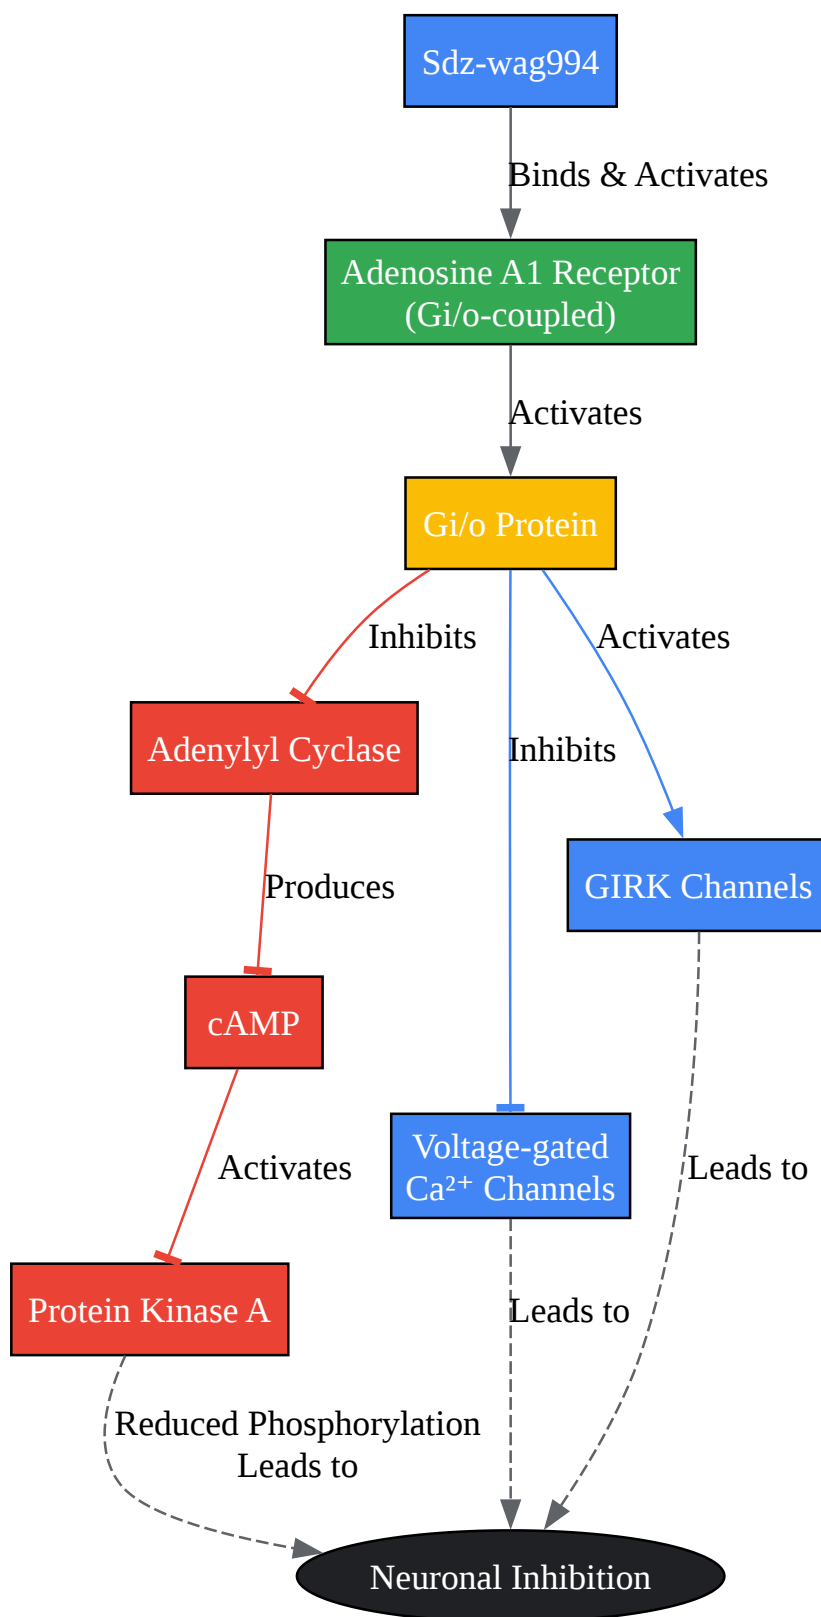 Sdz-wag994
Binds & Activates
Adenosine A1 Receptor
(Gi/o-coupled)
Activates
Gi/o Protein
Inhibits
Activates
Adenylyl Cyclase
Inhibits
Produces
GIRK Channels
cAMP
Voltage-gated
Ca²⁺ Channels
Activates
Leads to
Protein Kinase A
Leads to
Reduced Phosphorylation
Leads to
Neuronal Inhibition